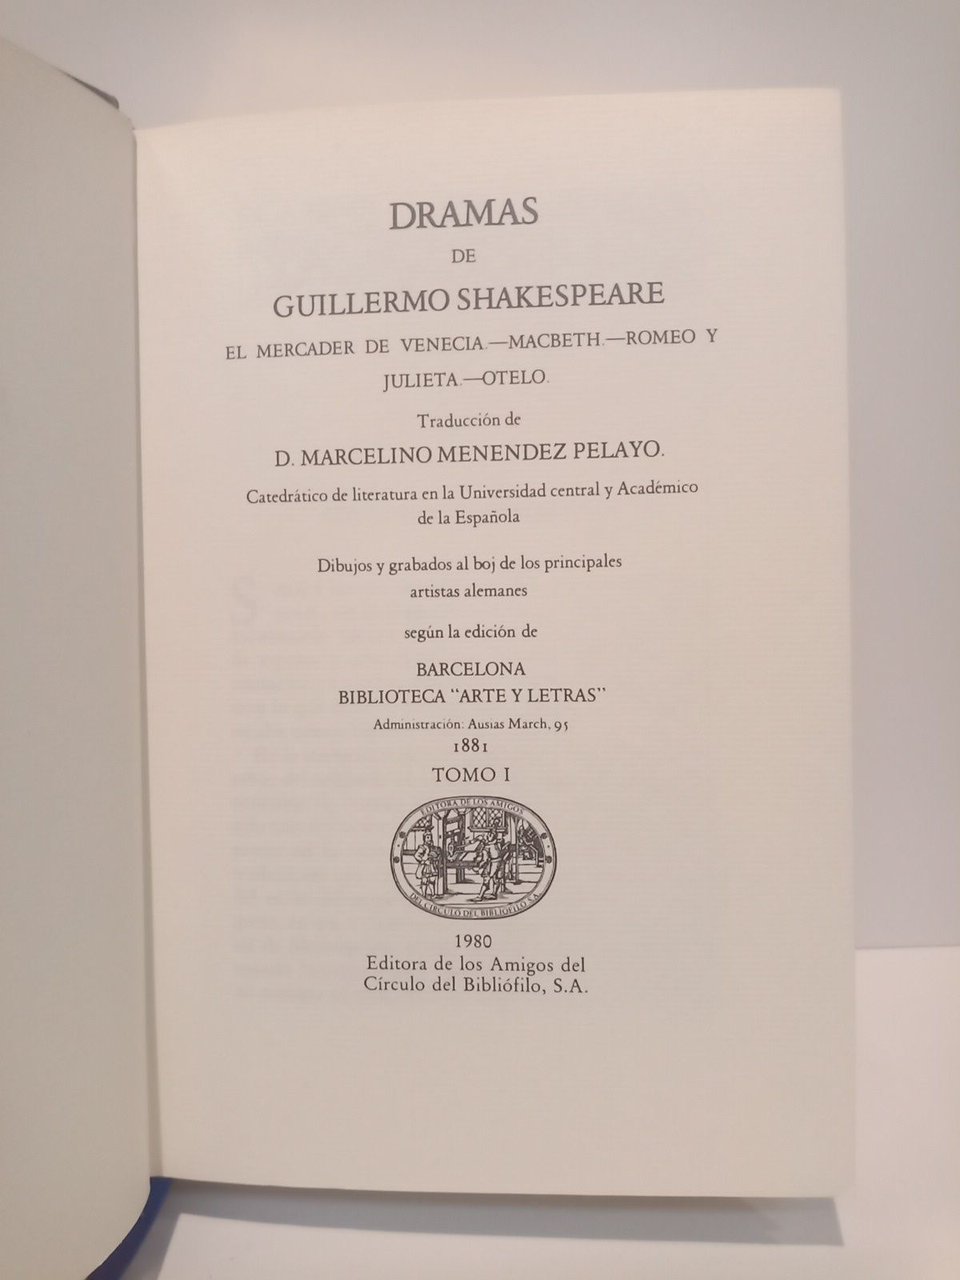 DRAMAS
DE
GUILLERMO SHAKESPEARE
EL MERCADER DE VENECIA.—MACBETH.—ROMEO Y
JULIETA.—OTELO.
Traducción de
D. MARCELINO MENENDEZ PELAYO.
Catedrático de literatura en la Universidad central y Académico
de la Española
Dibujos y grabados al boj de los principales
artistas alemanes
según la edición de
BARCELONA
BIBLIOTECA "ARTE Y LETRAS"
Administración: Ausias March, 95
1881
TOMO I
EDITORA DE LOS AMIGOS
DEL CIRCULO DEL BIBLIOFILO S.A.
1980
Editora de los Amigos del
Círculo del Bibliófilo, S.A.